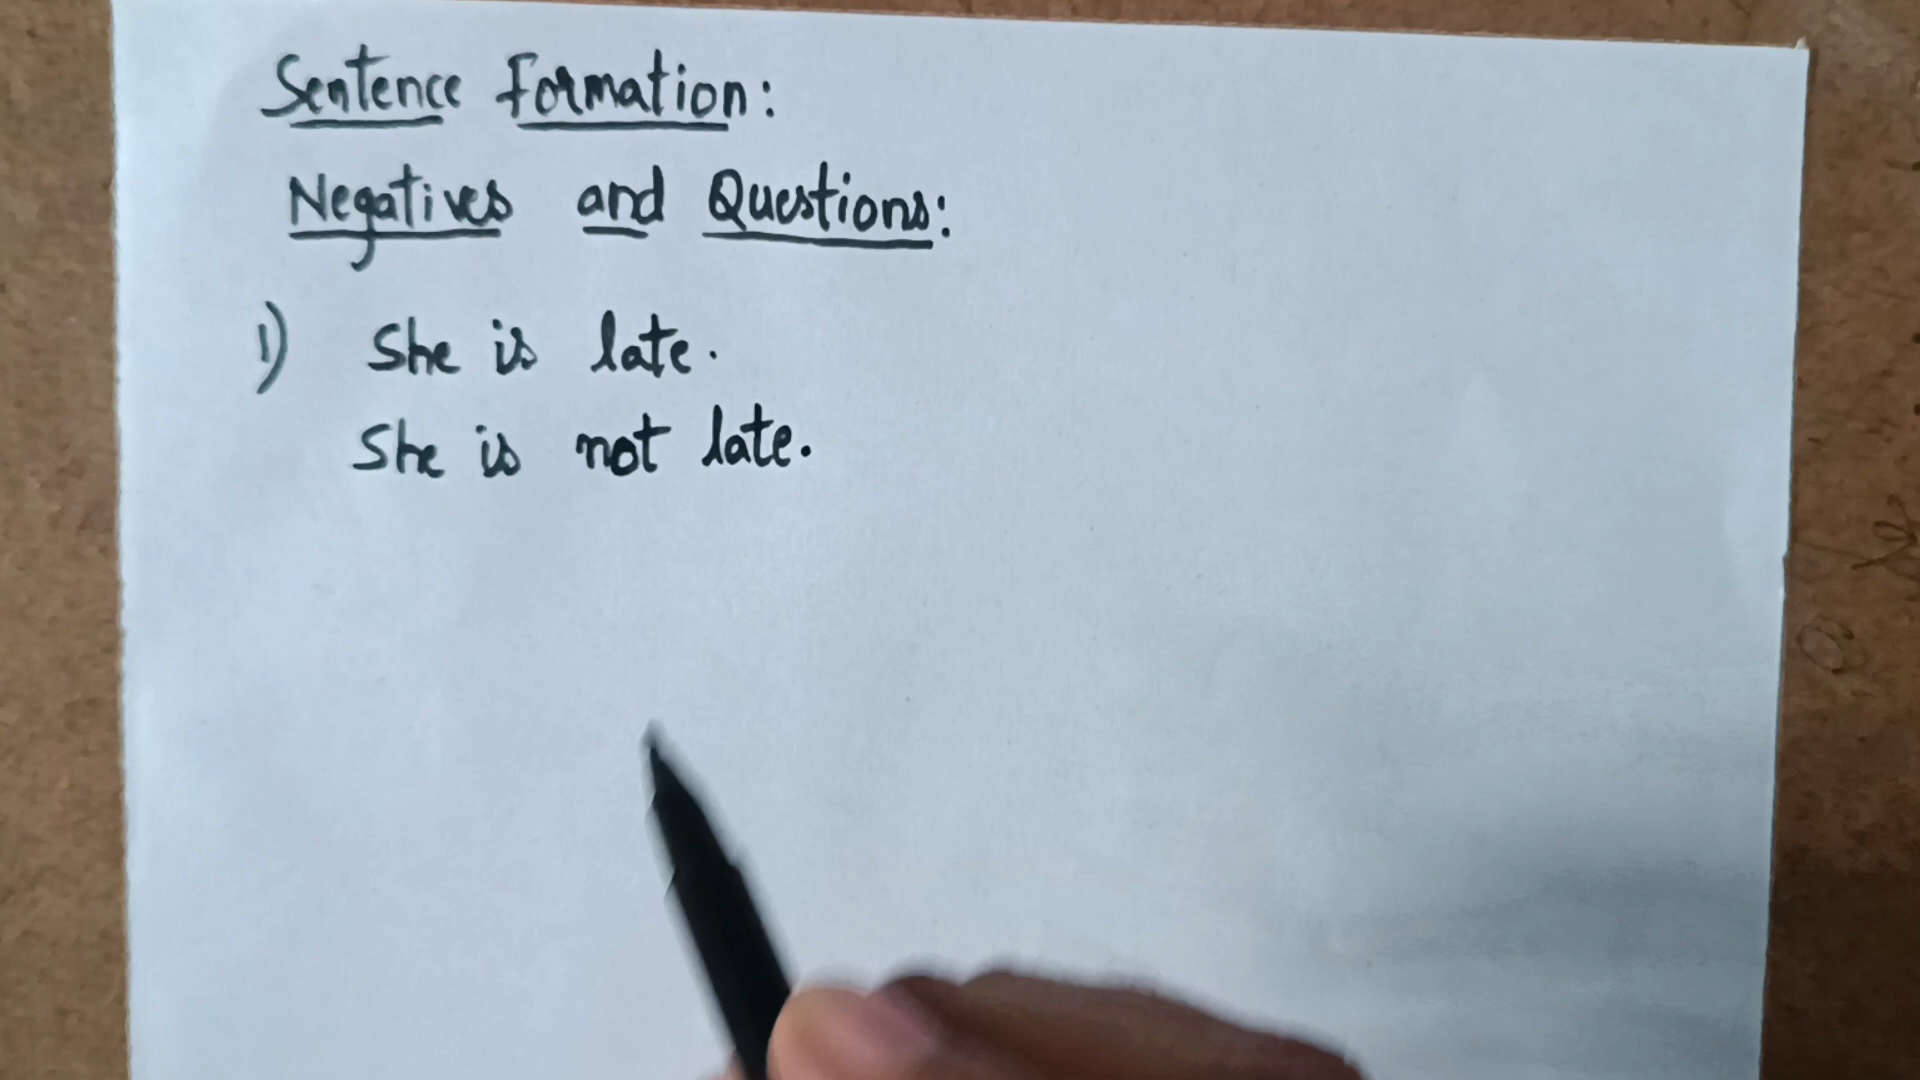 Sentence Formation:
Negatives and Questions:
1) She is late.
She is not late.